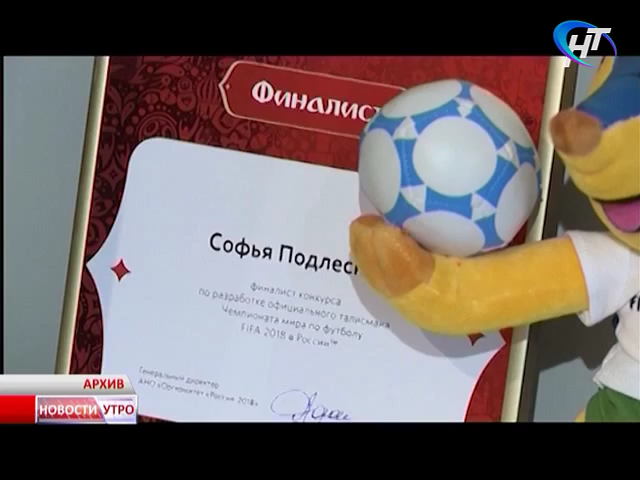 НТ
Финалист
Софья Подлес
финалист конкурса
по разработке официального талисмана
Чемпионата мира по футболу
FIFA 2018 в России™
Генеральный директор
АНО «Оргкомитет «Россия-2018»
АРХИВ
НОВОСТИ УТРО